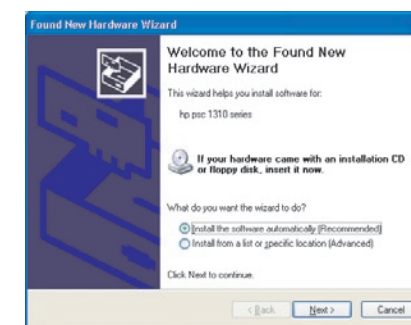 Found New Hardware Wizard
Welcome to the Found New
Hardware Wizard
This wizard helps you install software for:
hp psc 1310 series
If your hardware came with an installation CD
or floppy disk, insert it now.
What do you want the wizard to do?
Install the software automatically (Recommended)
Install from a list or specific location (Advanced)
Click Next to continue.
< Back Next > Cancel